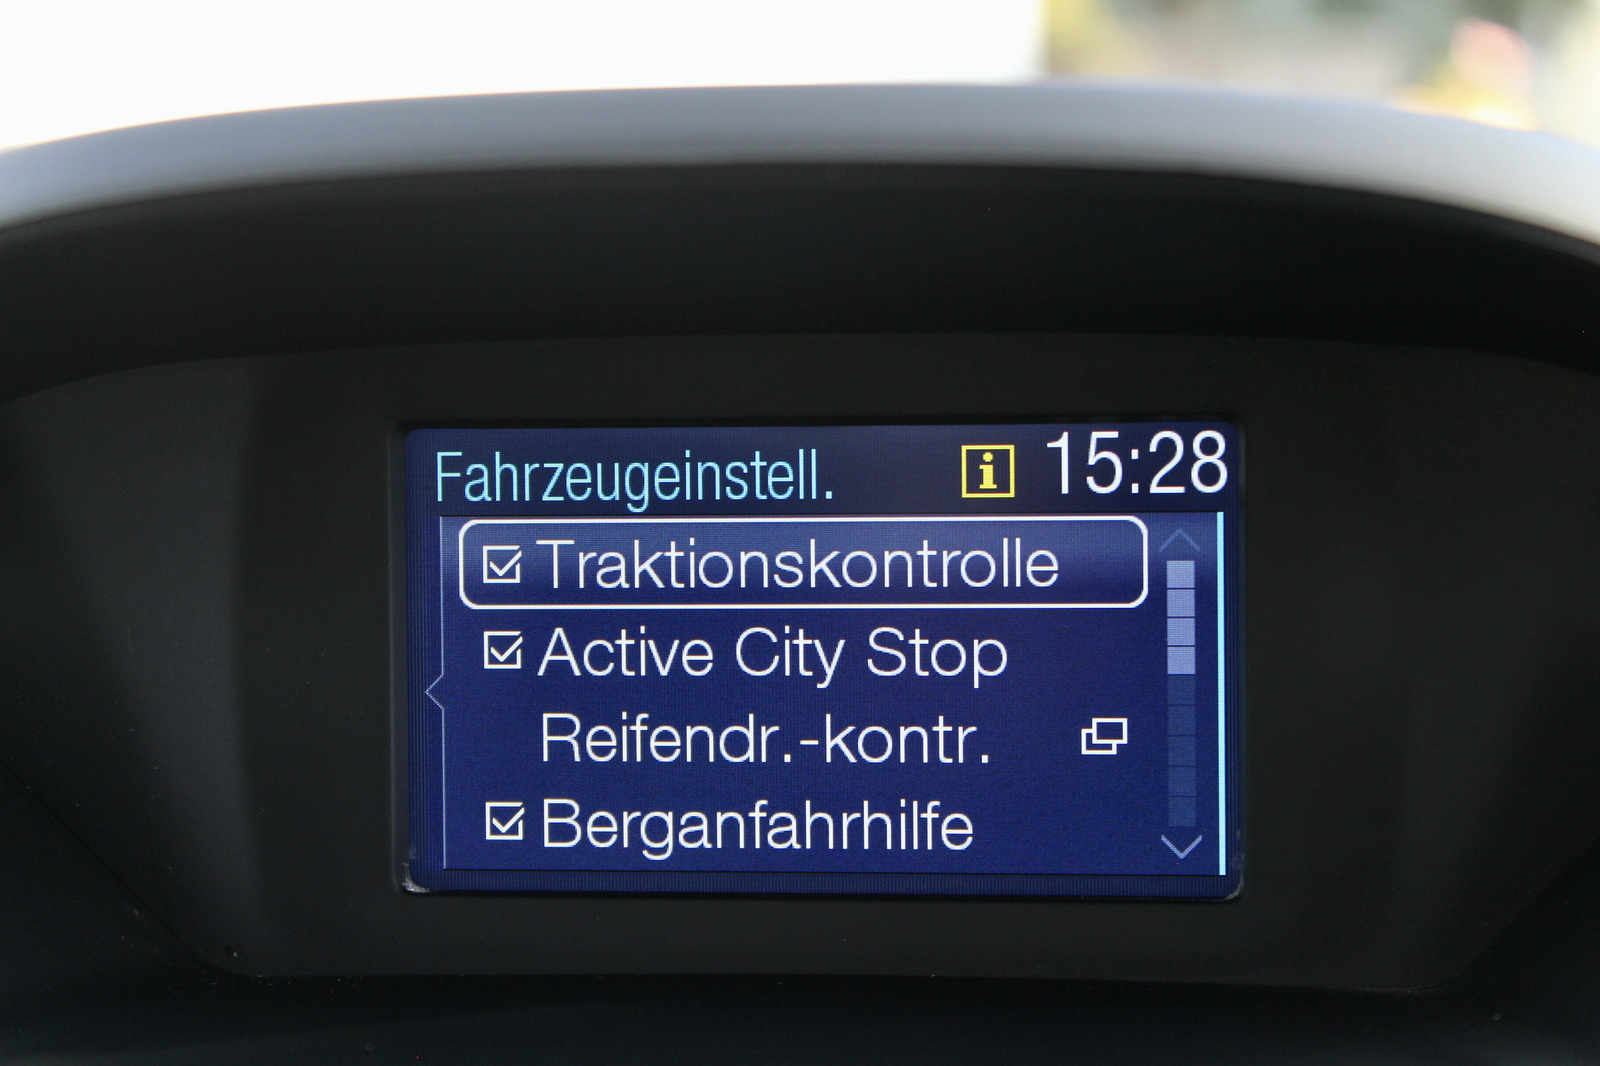 Fahrzeugeinstell. i 15:28
Traktionskontrolle
Active City Stop
Reifendr.-kontr.
Berganfahrhilfe